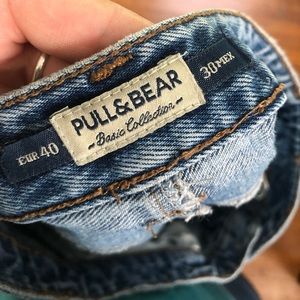 PULL&BEAR
-Basic Collection-
EUR 40
30 MEX